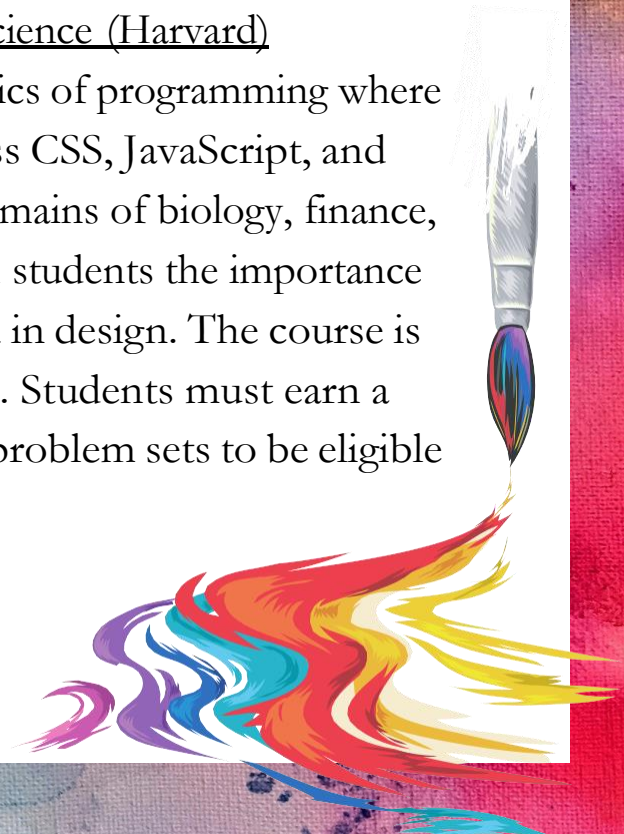 cience (Harvard)
ics of programming where
ss CSS, JavaScript, and
mains of biology, finance,
students the importance
in design. The course is
. Students must earn a
problem sets to be eligible